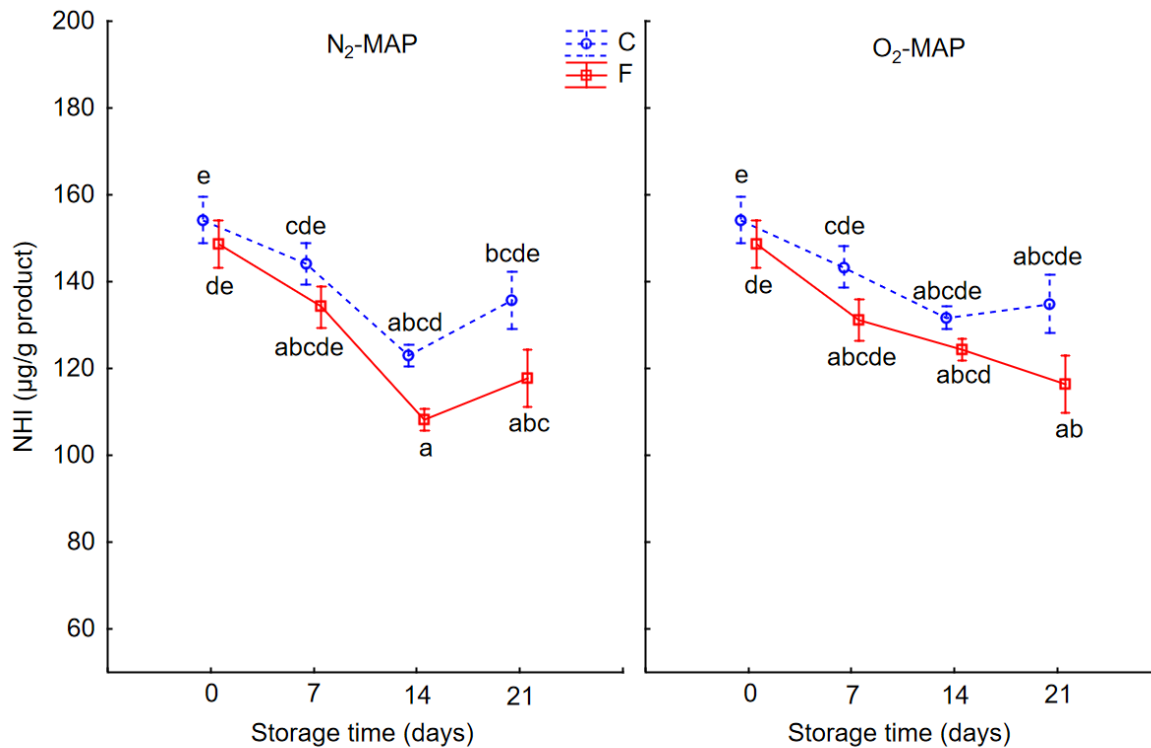 200
180
160
140
120
100
80
60
NHI (µg/g product)
N₂-MAP
C
F
O₂-MAP
e
cde
bcde
abcd
de
abcde
abc
a
0 7 14 21
Storage time (days)
e
cde
abcde
abcde
de
abcde
abcd
ab
0 7 14 21
Storage time (days)